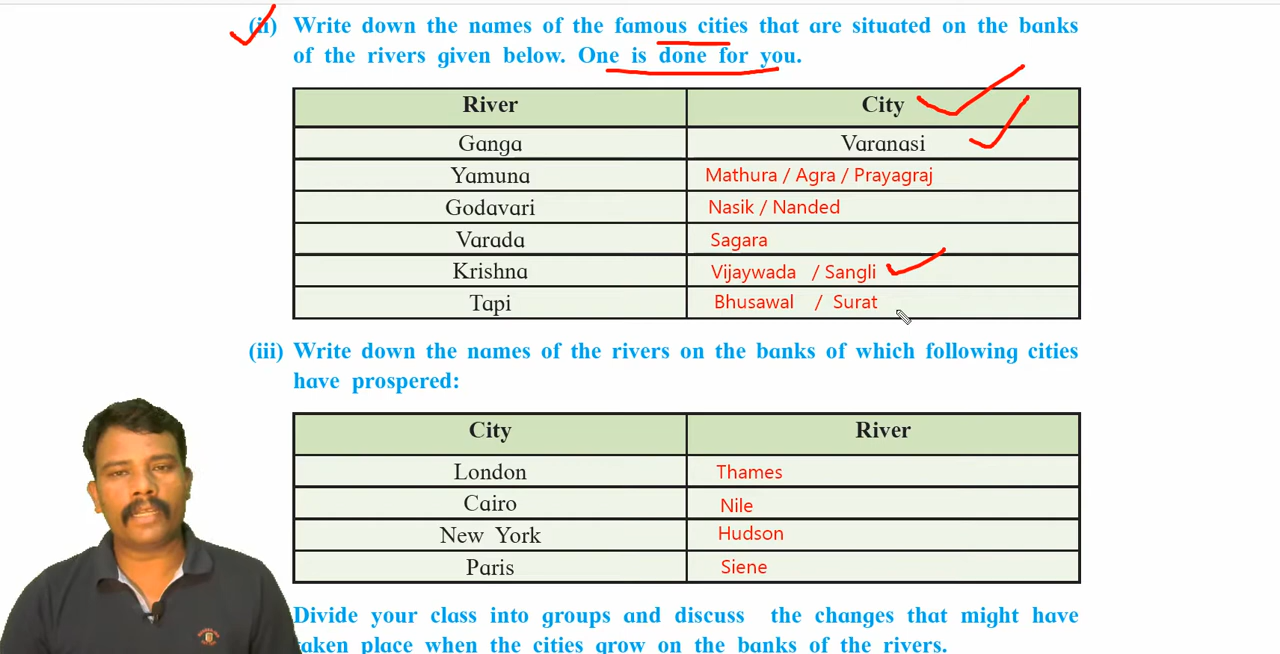 (ii) Write down the names of the famous cities that are situated on the banks
of the rivers given below. One is done for you.
River City
Ganga Varanasi
Yamuna Mathura / Agra / Prayagraj
Godavari Nasik / Nanded
Varada Sagara
Krishna Vijaywada / Sangli
Tapi Bhusawal / Surat
(iii) Write down the names of the rivers on the banks of which following cities
have prospered:
City River
London Thames
Cairo Nile
New York Hudson
Paris Siene
Divide your class into groups and discuss the changes that might have
taken place when the cities grow on the banks of the rivers.